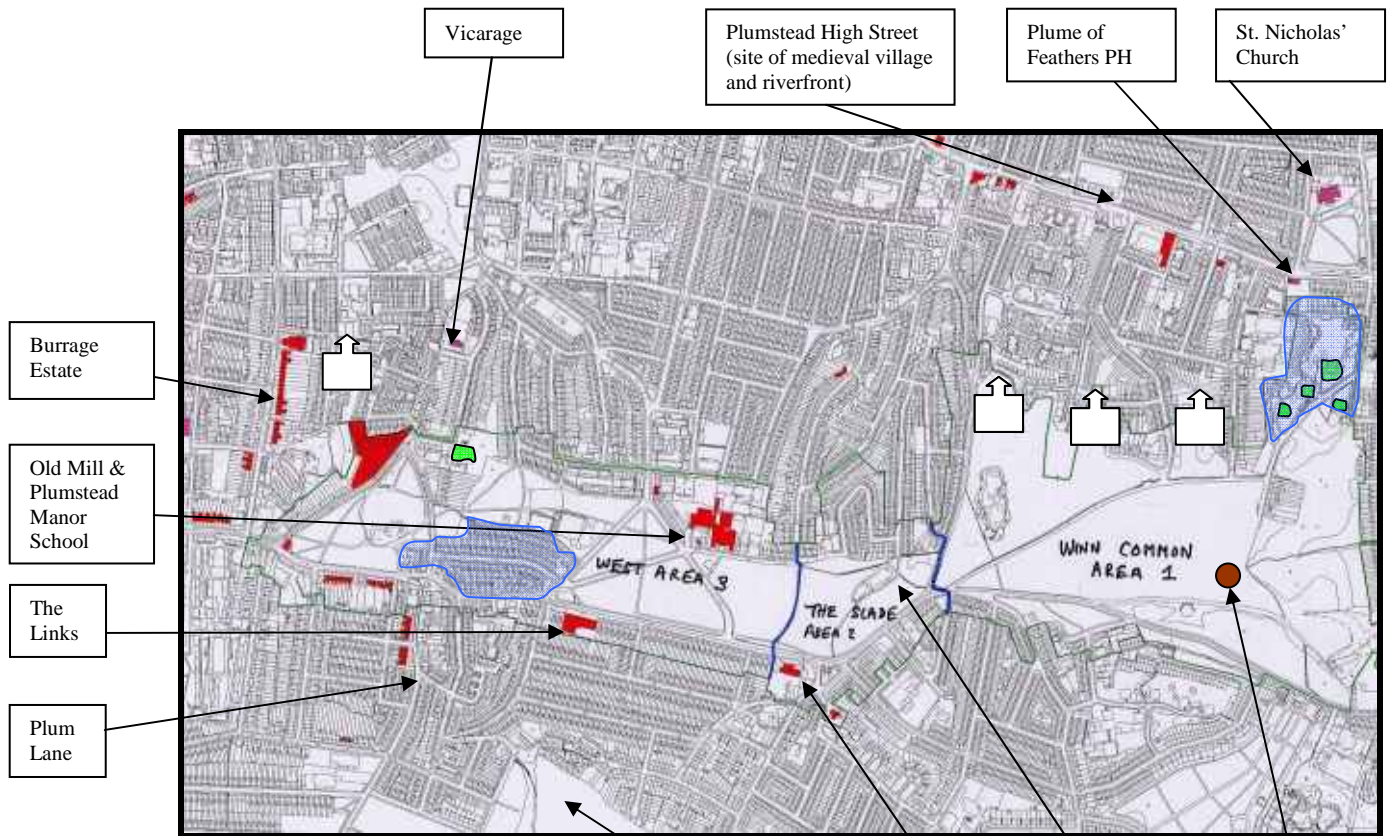 Vicarage
Plumstead High Street
(site of medieval village
and riverfront)
Plume of
Feathers PH
St. Nicholas’
Church
Burrage
Estate
Old Mill &
Plumstead
Manor
School
The
Links
Plum
Lane
WEST AREA 3
THE SLADE
AREA 2
WINN COMMON
AREA 1